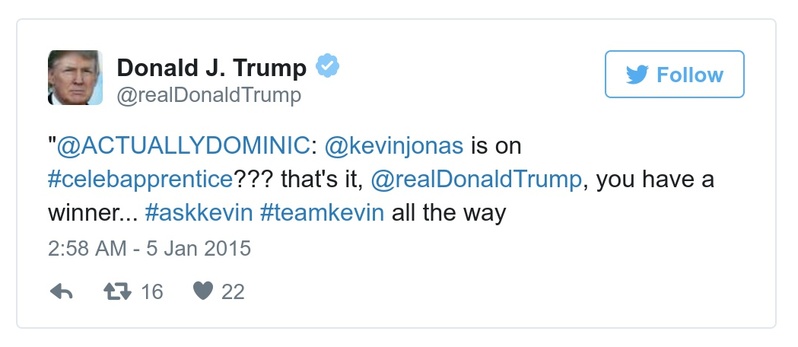 Donald J. Trump
@realDonaldTrump
Follow
"@ACTUALLYDOMINIC: @kevinjonas is on
#celebapprentice??? that's it, @realDonaldTrump, you have a
winner... #askkevin #teamkevin all the way
2:58 AM - 5 Jan 2015
16 22